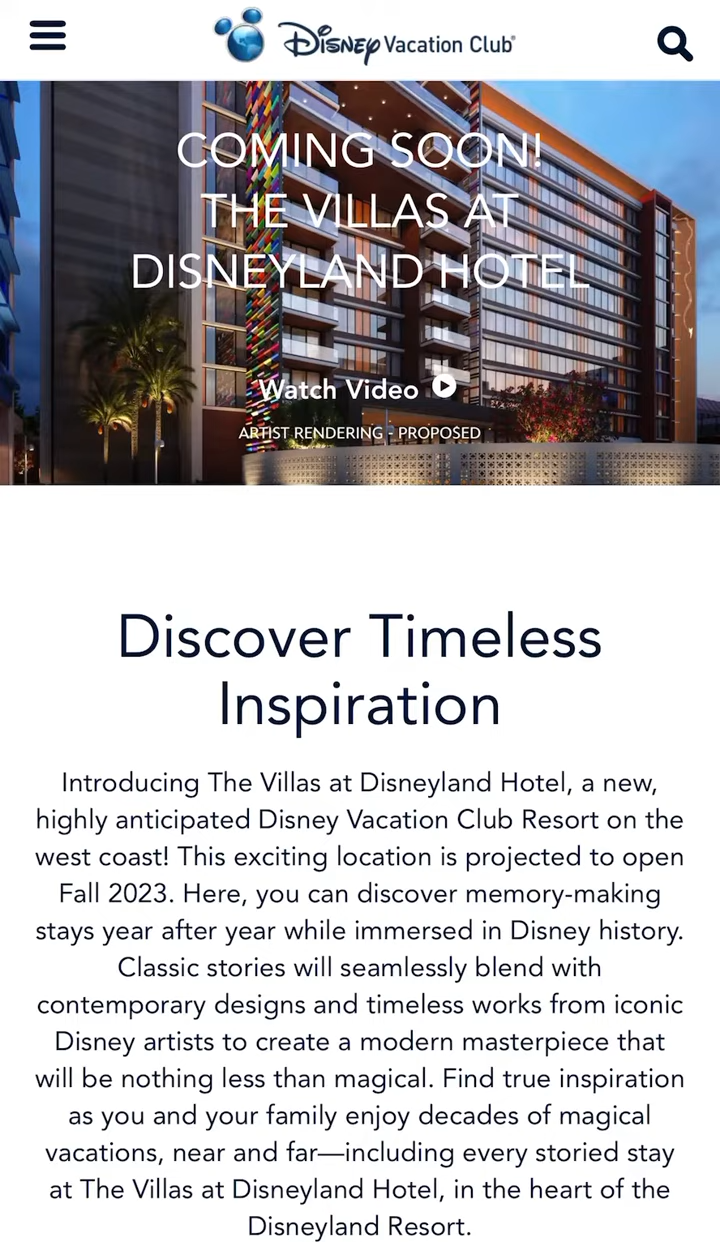 Disney Vacation Club®
COMING SOON!
THE VILLAS AT
DISNEYLAND HOTEL
Watch Video
ARTIST RENDERING - PROPOSED
Discover Timeless
Inspiration
Introducing The Villas at Disneyland Hotel, a new,
highly anticipated Disney Vacation Club Resort on the
west coast! This exciting location is projected to open
Fall 2023. Here, you can discover memory-making
stays year after year while immersed in Disney history.
Classic stories will seamlessly blend with
contemporary designs and timeless works from iconic
Disney artists to create a modern masterpiece that
will be nothing less than magical. Find true inspiration
as you and your family enjoy decades of magical
vacations, near and far—including every storied stay
at The Villas at Disneyland Hotel, in the heart of the
Disneyland Resort.